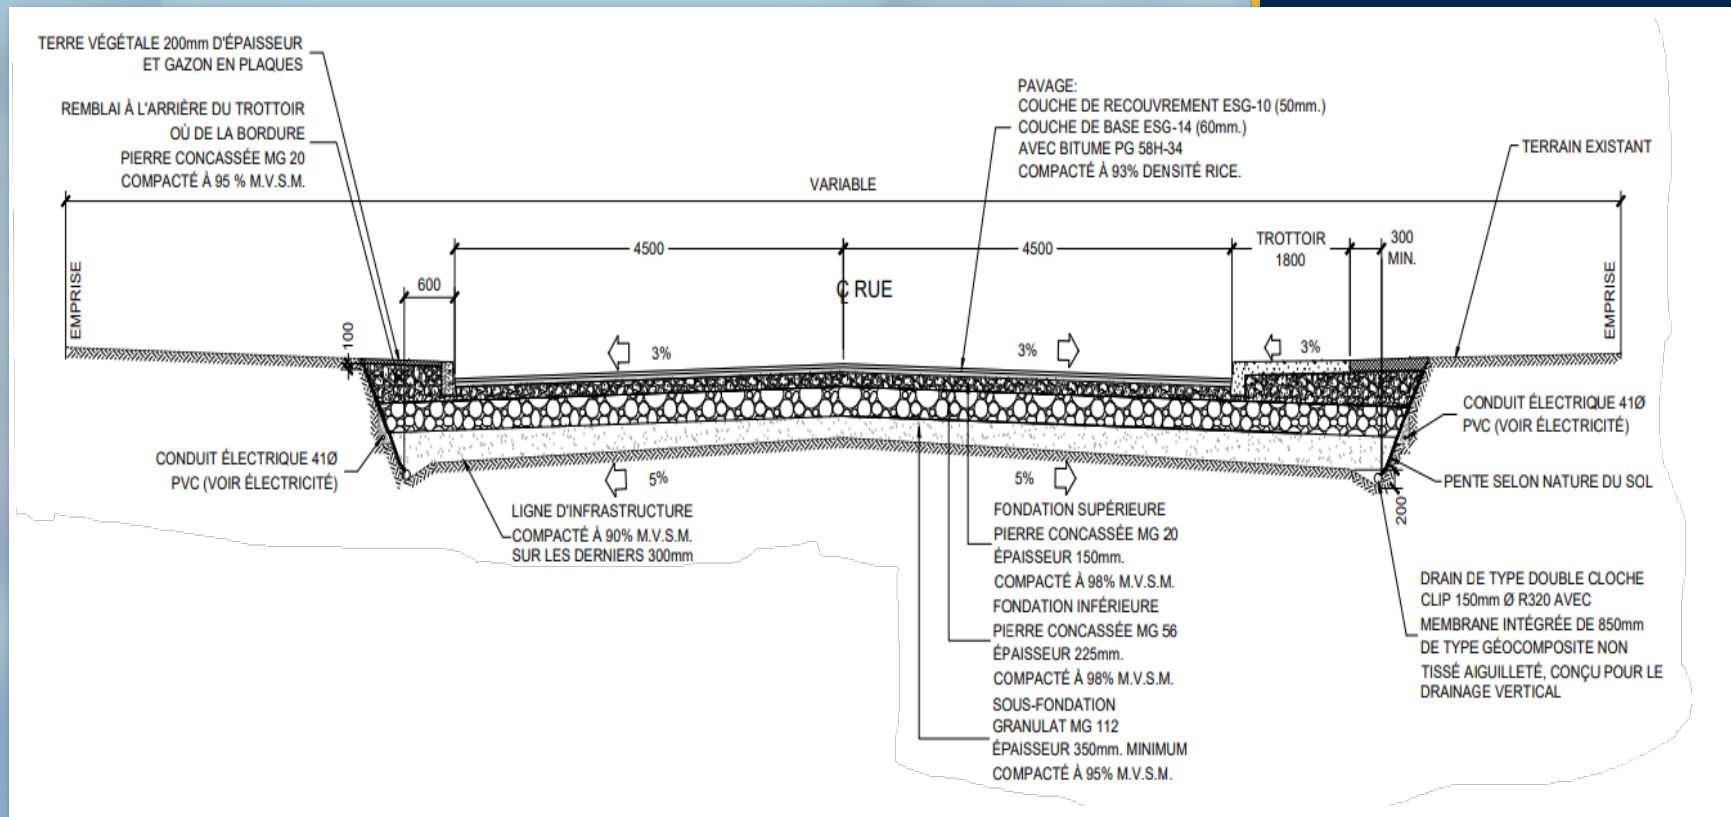 TERRE VÉGÉTALE 200mm D'ÉPAISSEUR
ET GAZON EN PLAQUES
REMBLAI À L'ARRIÈRE DU TROTTOIR
OÙ DE LA BORDURE
PIERRE CONCASSÉE MG 20
COMPACTÉ À 95 % M.V.S.M.
PAVAGE:
COUCHE DE RECOUVREMENT ESG-10 (50mm.)
COUCHE DE BASE ESG-14 (60mm.)
AVEC BITUME PG 58H-34
COMPACTÉ À 93% DENSITÉ RICE.
TERRAIN EXISTANT
VARIABLE
4500
4500
TROTTOIR
1800
300
MIN.
600
℄ RUE
EMPRISE
EMPRISE
100
3%
3%
3%
CONDUIT ÉLECTRIQUE 41Ø
PVC (VOIR ÉLECTRICITÉ)
CONDUIT ÉLECTRIQUE 41Ø
PVC (VOIR ÉLECTRICITÉ)
5%
5%
PENTE SELON NATURE DU SOL
200
LIGNE D'INFRASTRUCTURE
COMPACTÉ À 90% M.V.S.M.
SUR LES DERNIERS 300mm
FONDATION SUPÉRIEURE
PIERRE CONCASSÉE MG 20
ÉPAISSEUR 150mm.
COMPACTÉ À 98% M.V.S.M.
FONDATION INFÉRIEURE
PIERRE CONCASSÉE MG 56
ÉPAISSEUR 225mm.
COMPACTÉ À 98% M.V.S.M.
SOUS-FONDATION
GRANULAT MG 112
ÉPAISSEUR 350mm. MINIMUM
COMPACTÉ À 95% M.V.S.M.
DRAIN DE TYPE DOUBLE CLOCHE
CLIP 150mm Ø R320 AVEC
MEMBRANE INTÉGRÉE DE 850mm
DE TYPE GÉOCOMPOSITE NON
TISSÉ AIGUILLETÉ, CONÇU POUR LE
DRAINAGE VERTICAL